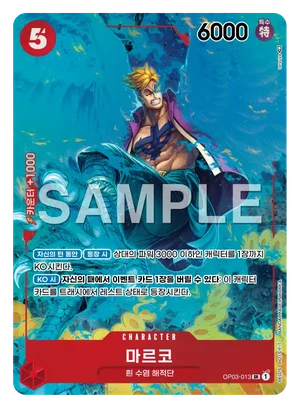 5
6000
특수
特
카운터 +1000
SAMPLE
자신의 턴 동안 등장 시 상대의 파워 3000 이하인 캐릭터를 1장까지
KO시킨다.
KO 시 자신의 패에서 이벤트 카드 1장을 버릴 수 있다: 이 캐릭터
카드를 트래시에서 레스트 상태로 등장시킨다.
CHARACTER
마르코
흰 수염 해적단
OP03-013 SR 1